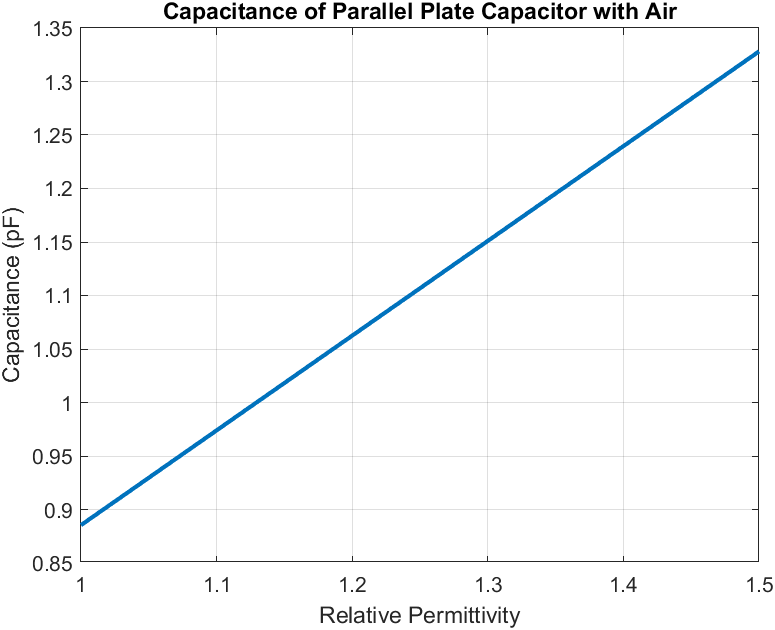 Capacitance of Parallel Plate Capacitor with Air
1.35
1.3
1.25
1.2
1.15
1.1
1.05
1
0.95
0.9
0.85
Capacitance (pF)
1 1.1 1.2 1.3 1.4 1.5
Relative Permittivity